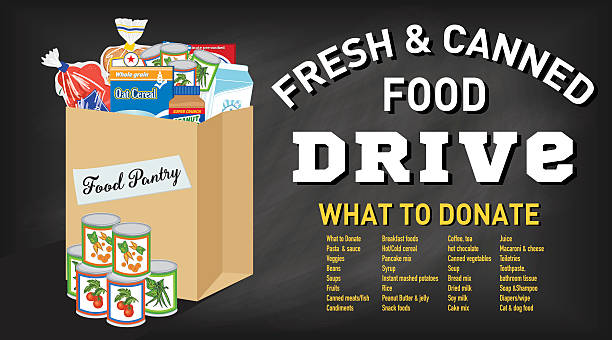 FRESH & CANNED
FOOD
DRIVE
WHAT TO DONATE
What to Donate
Pasta & sauce
Veggies
Beans
Soups
Fruits
Canned meats/fish
Condiments
Breakfast foods
Hot/Cold cereal
Pancake mix
Syrup
Instant mashed potatoes
Rice
Peanut Butter & jelly
Snack foods
Coffee, tea
hot chocolate
Canned vegetables
Soup
Bread mix
Dried milk
Soy milk
Cake mix
Juice
Macaroni & cheese
Toiletries
Toothpaste,
bathroom tissue
Soap &Shampoo
Diapers/wipe
Cat & dog food
Whole grain
Oat Cereal
SUPER CRUNCH
PEANUT
Food Pantry